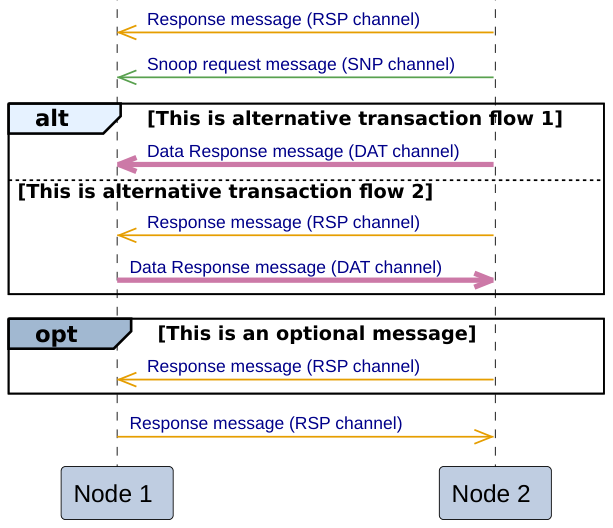 Response message (RSP channel)
Snoop request message (SNP channel)
alt [This is alternative transaction flow 1]
Data Response message (DAT channel)
[This is alternative transaction flow 2]
Response message (RSP channel)
Data Response message (DAT channel)
opt [This is an optional message]
Response message (RSP channel)
Response message (RSP channel)
Node 1 Node 2